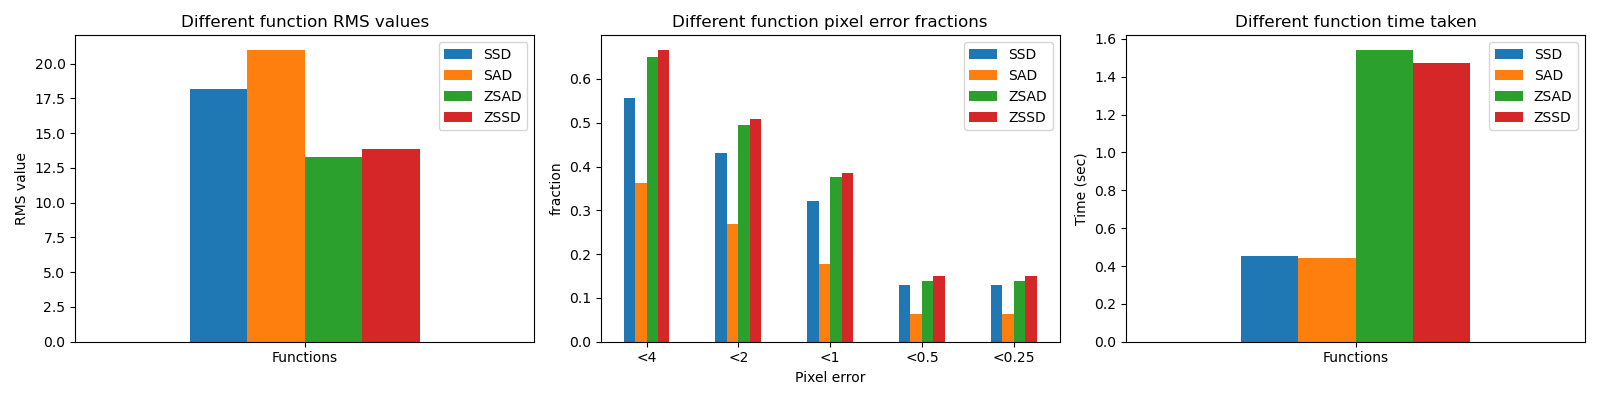 Different function RMS values
RMS value
20.0
17.5
15.0
12.5
10.0
7.5
5.0
2.5
0.0
Functions
SSD
SAD
ZSAD
ZSSD
Different function pixel error fractions
fraction
0.6
0.5
0.4
0.3
0.2
0.1
0.0
<4 <2 <1 <0.5 <0.25
Pixel error
SSD
SAD
ZSAD
ZSSD
Different function time taken
Time (sec)
1.6
1.4
1.2
1.0
0.8
0.6
0.4
0.2
0.0
Functions
SSD
SAD
ZSAD
ZSSD